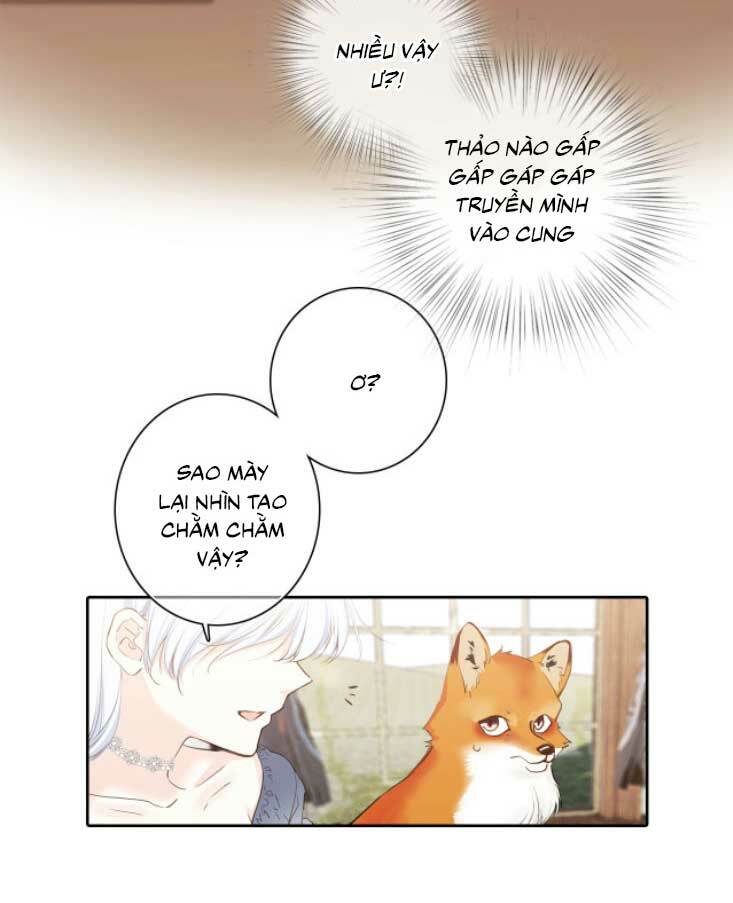 NHIỀU VẬY
Ư?!
THẢO NÀO GẤP
GẤP GÁP GÁP
TRUYỀN MÌNH
VÀO CUNG
Ơ?
SAO MÀY
LẠI NHÌN TAO
CHẰM CHẰM
VẬY?